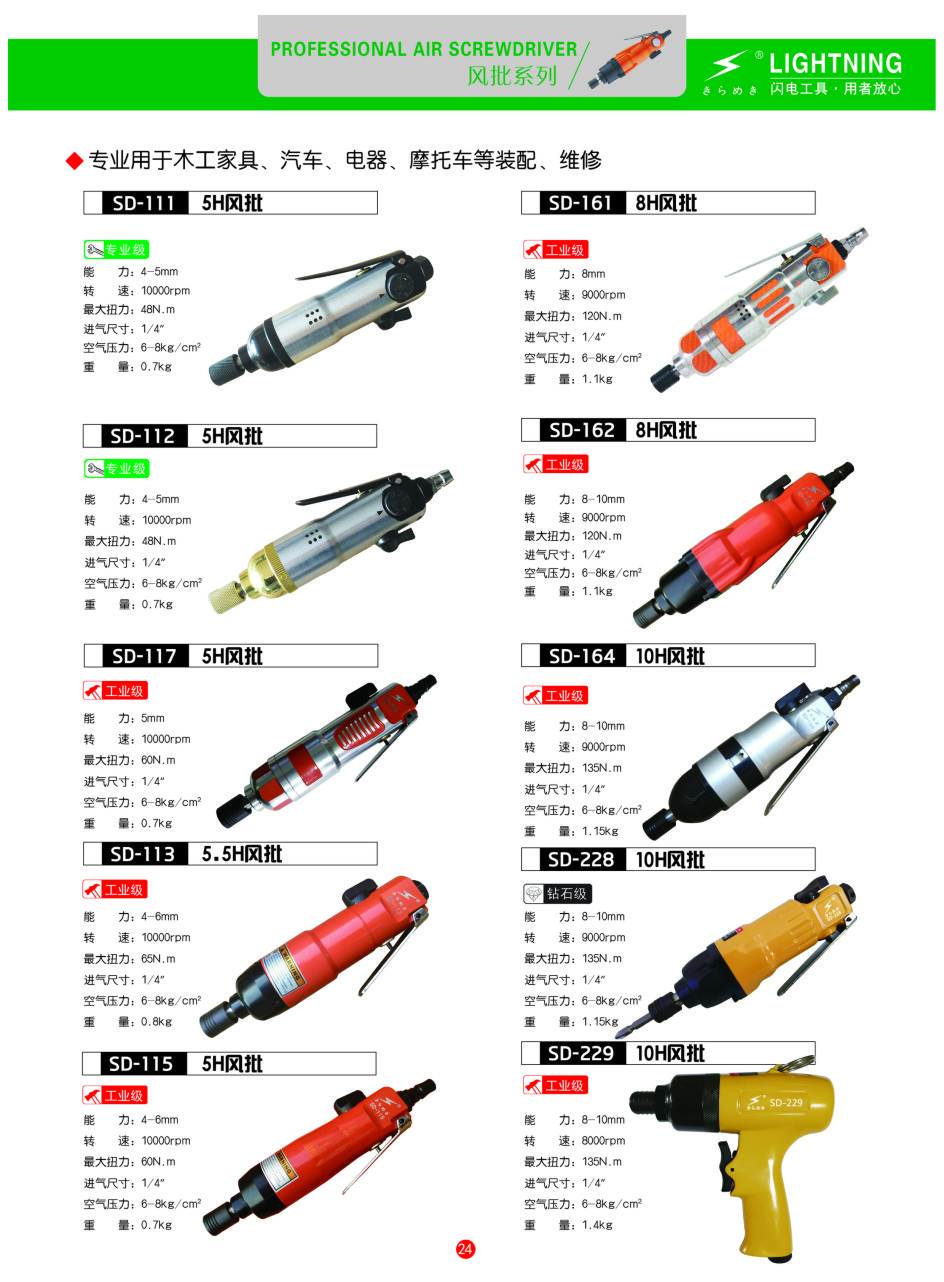 PROFESSIONAL AIR SCREWDRIVER
风批系列
® LIGHTNING
きらめき 闪电工具·用者放心
专业用于木工家具、汽车、电器、摩托车等装配、维修
SD-111 5H风批
专业级
能 力：4-5mm
转 速：10000rpm
最大扭力：48N.m
进气尺寸：1/4"
空气压力：6-8kg/cm²
重 量：0.7kg
SD-112 5H风批
专业级
能 力：4-5mm
转 速：10000rpm
最大扭力：48N.m
进气尺寸：1/4"
空气压力：6-8kg/cm²
重 量：0.7kg
SD-117 5H风批
工业级
能 力：5mm
转 速：10000rpm
最大扭力：60N.m
进气尺寸：1/4"
空气压力：6-8kg/cm²
重 量：0.7kg
SD-113 5.5H风批
工业级
能 力：4-6mm
转 速：10000rpm
最大扭力：65N.m
进气尺寸：1/4"
空气压力：6-8kg/cm²
重 量：0.8kg
SD-115 5H风批
工业级
能 力：4-6mm
转 速：10000rpm
最大扭力：60N.m
进气尺寸：1/4"
空气压力：6-8kg/cm²
重 量：0.7kg
SD-115
SD-161 8H风批
工业级
能 力：8mm
转 速：9000rpm
最大扭力：120N.m
进气尺寸：1/4"
空气压力：6-8kg/cm²
重 量：1.1kg
SD-162 8H风批
工业级
能 力：8-10mm
转 速：9000rpm
最大扭力：120N.m
进气尺寸：1/4"
空气压力：6-8kg/cm²
重 量：1.1kg
SD-164 10H风批
工业级
能 力：8-10mm
转 速：9000rpm
最大扭力：135N.m
进气尺寸：1/4"
空气压力：6-8kg/cm²
重 量：1.15kg
SD-228 10H风批
钻石级
能 力：8-10mm
转 速：9000rpm
最大扭力：135N.m
进气尺寸：1/4"
空气压力：6-8kg/cm²
重 量：1.15kg
SD-229 10H风批
工业级
能 力：8-10mm
转 速：8000rpm
最大扭力：135N.m
进气尺寸：1/4"
空气压力：6-8kg/cm²
重 量：1.4kg
きらめき SD-229
24